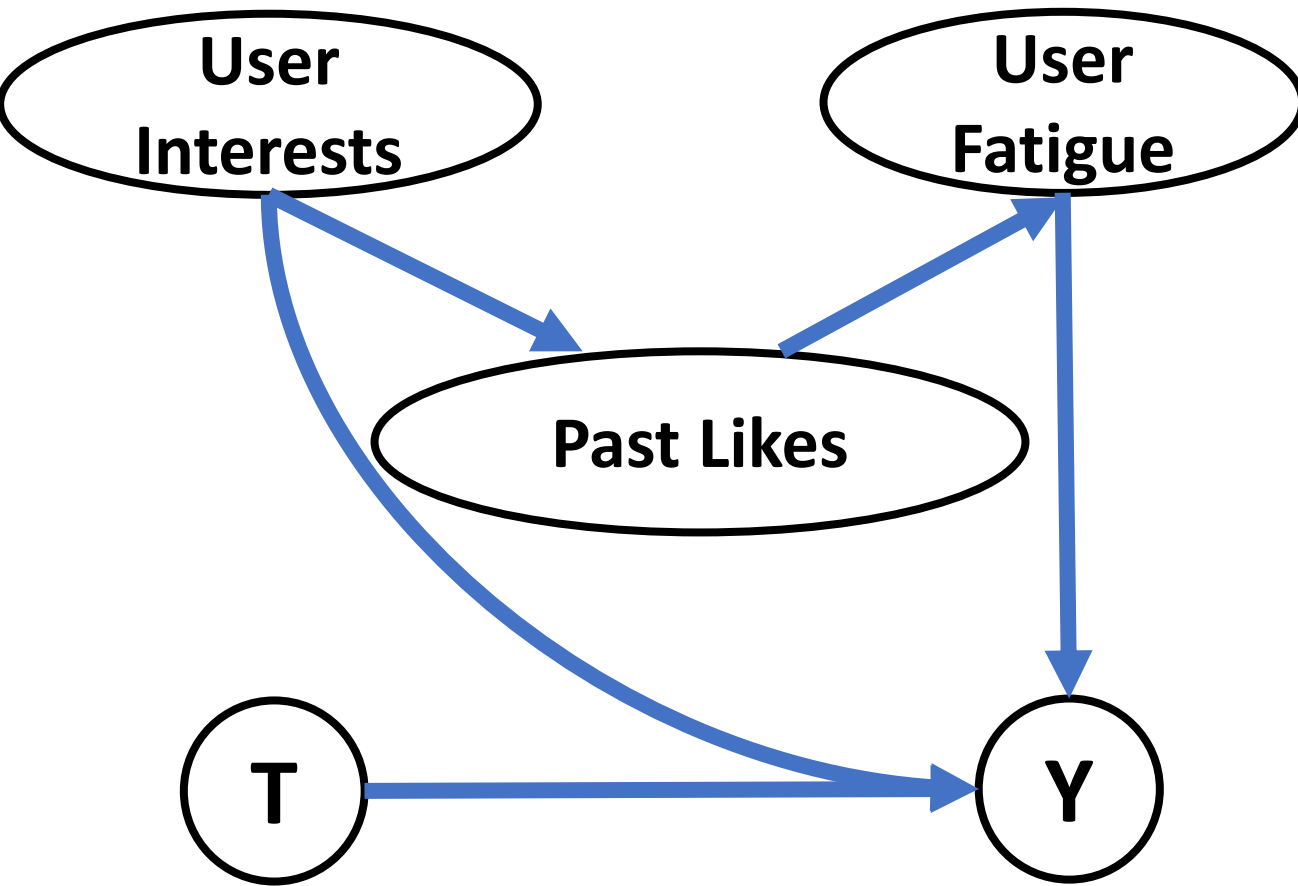 User
Interests
User
Fatigue
Past Likes
T
Y